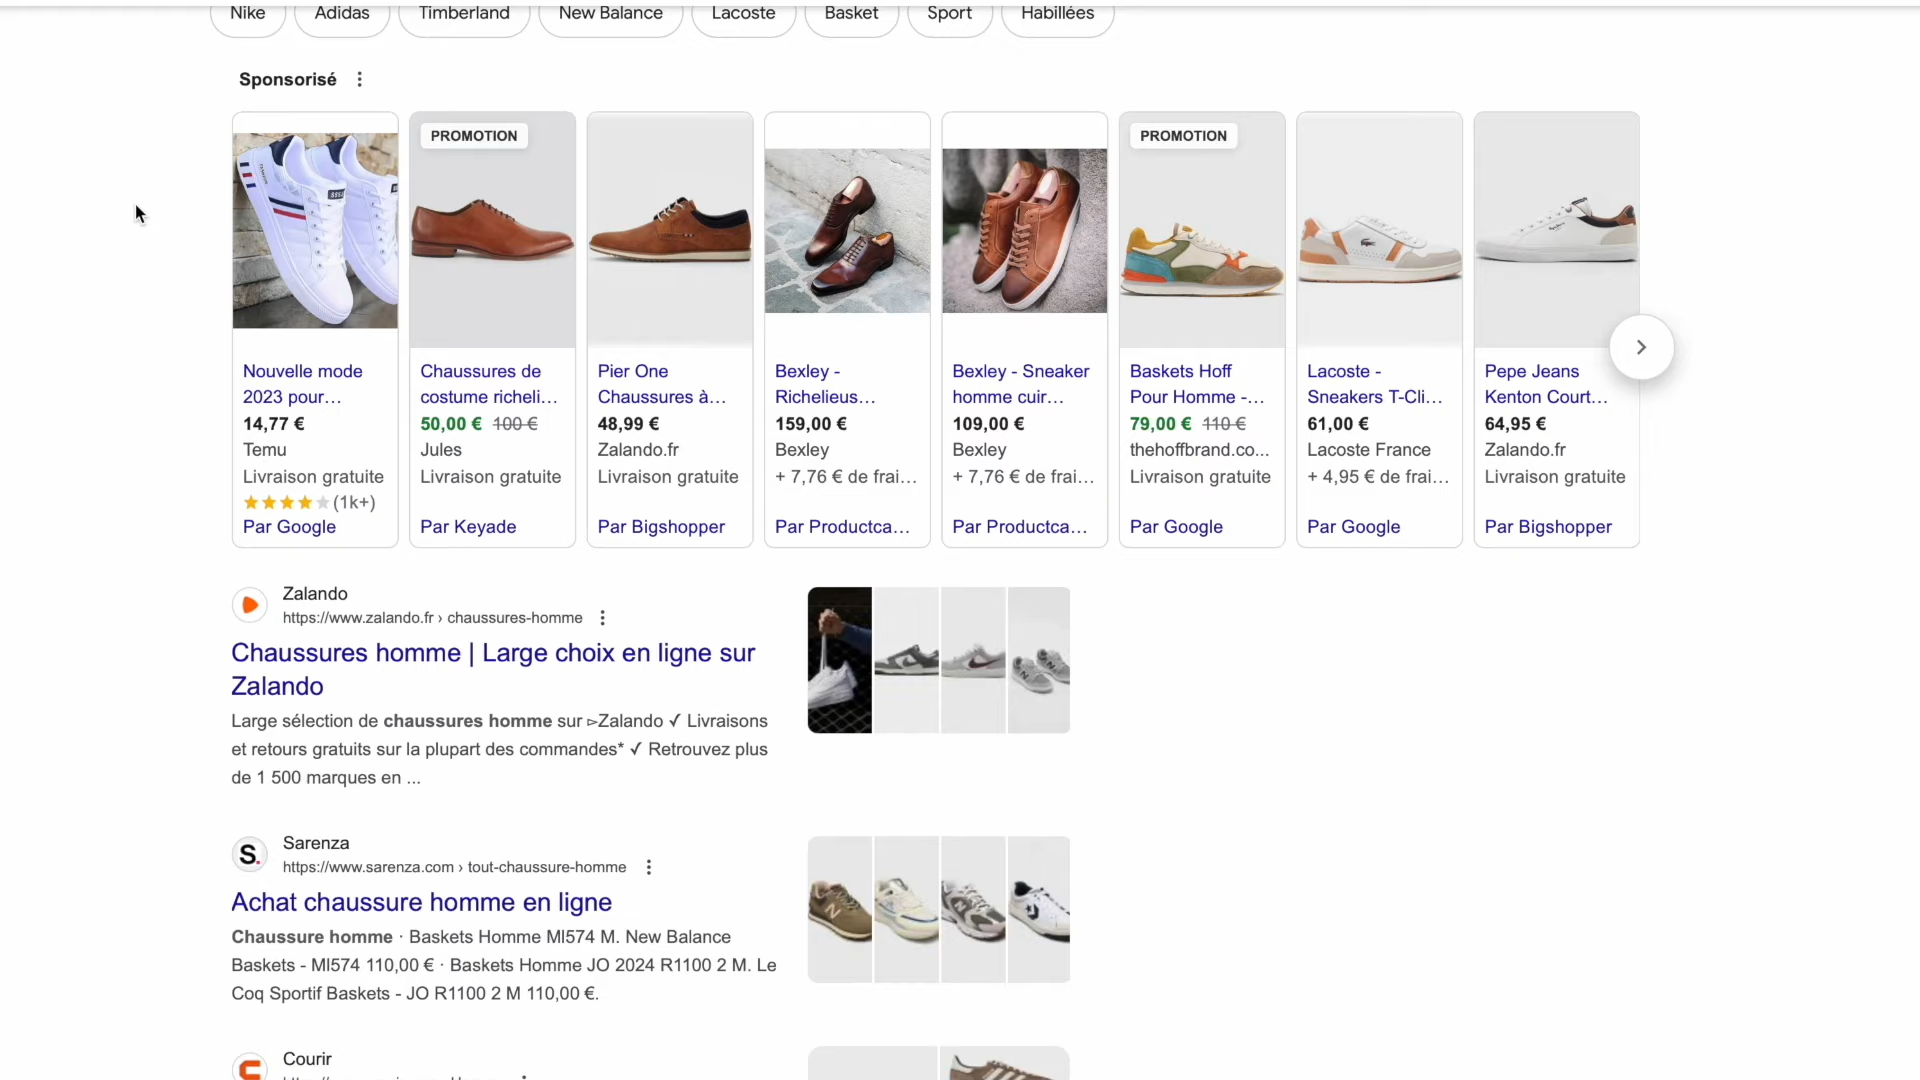 Nike
Adidas
Timberland
New Balance
Lacoste
Basket
Sport
Habillées
Sponsorisé
PROMOTION
PROMOTION
Nouvelle mode
2023 pour...
14,77 €
Temu
Livraison gratuite
(1k+)
Par Google
Chaussures de
costume richeli...
50,00 € 100 €
Jules
Livraison gratuite
Par Keyade
Pier One
Chaussures à...
48,99 €
Zalando.fr
Livraison gratuite
Par Bigshopper
Bexley -
Richelieus...
159,00 €
Bexley
+ 7,76 € de frai...
Par Productca...
Bexley - Sneaker
homme cuir...
109,00 €
Bexley
+ 7,76 € de frai...
Par Productca...
Baskets Hoff
Pour Homme -...
79,00 € 110 €
thehoffbrand.co...
Livraison gratuite
Par Google
Lacoste -
Sneakers T-Cli...
61,00 €
Lacoste France
+ 4,95 € de frai...
Par Google
Pepe Jeans
Kenton Court...
64,95 €
Zalando.fr
Livraison gratuite
Par Bigshopper
Zalando
https://www.zalando.fr › chaussures-homme
Chaussures homme | Large choix en ligne sur
Zalando
Large sélection de chaussures homme sur ▻Zalando ✓ Livraisons
et retours gratuits sur la plupart des commandes* ✓ Retrouvez plus
de 1 500 marques en ...
S.
Sarenza
https://www.sarenza.com › tout-chaussure-homme
Achat chaussure homme en ligne
Chaussure homme · Baskets Homme MI574 M. New Balance
Baskets - MI574 110,00 € · Baskets Homme JO 2024 R1100 2 M. Le
Coq Sportif Baskets - JO R1100 2 M 110,00 €.
Courir